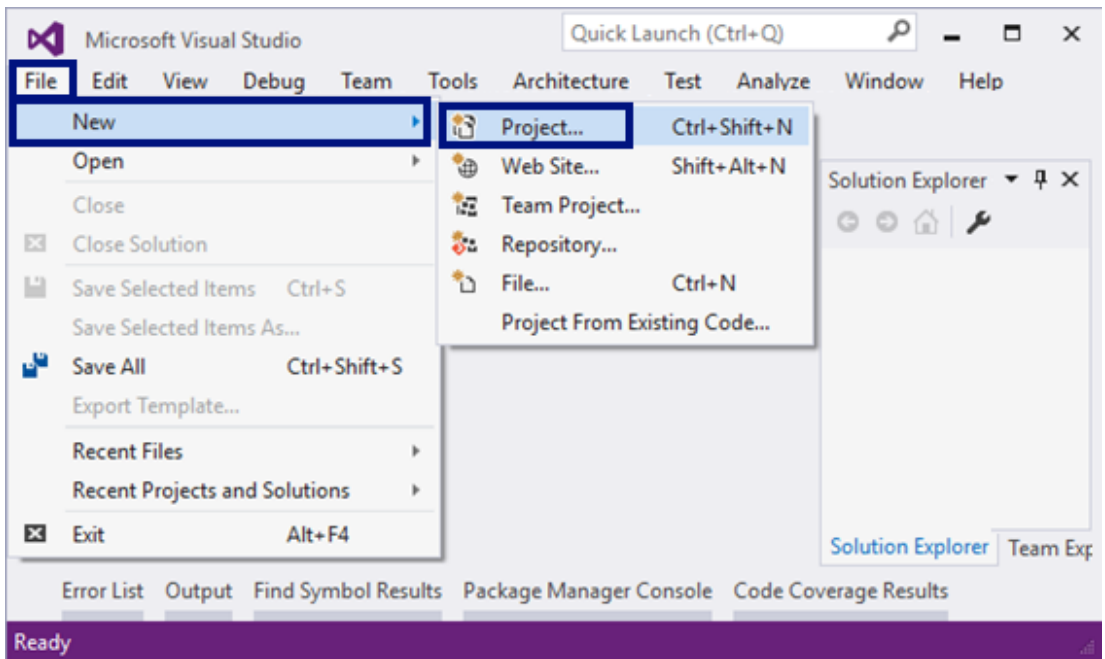 Microsoft Visual Studio Quick Launch (Ctrl+Q)
File Edit View Debug Team Tools Architecture Test Analyze Window Help
New
Open
Close
Close Solution
Save Selected Items Ctrl+S
Save Selected Items As...
Save All Ctrl+Shift+S
Export Template...
Recent Files
Recent Projects and Solutions
Exit Alt+F4
Project... Ctrl+Shift+N
Web Site... Shift+Alt+N
Team Project...
Repository...
File... Ctrl+N
Project From Existing Code...
Solution Explorer
Solution Explorer Team Exp
Error List Output Find Symbol Results Package Manager Console Code Coverage Results
Ready